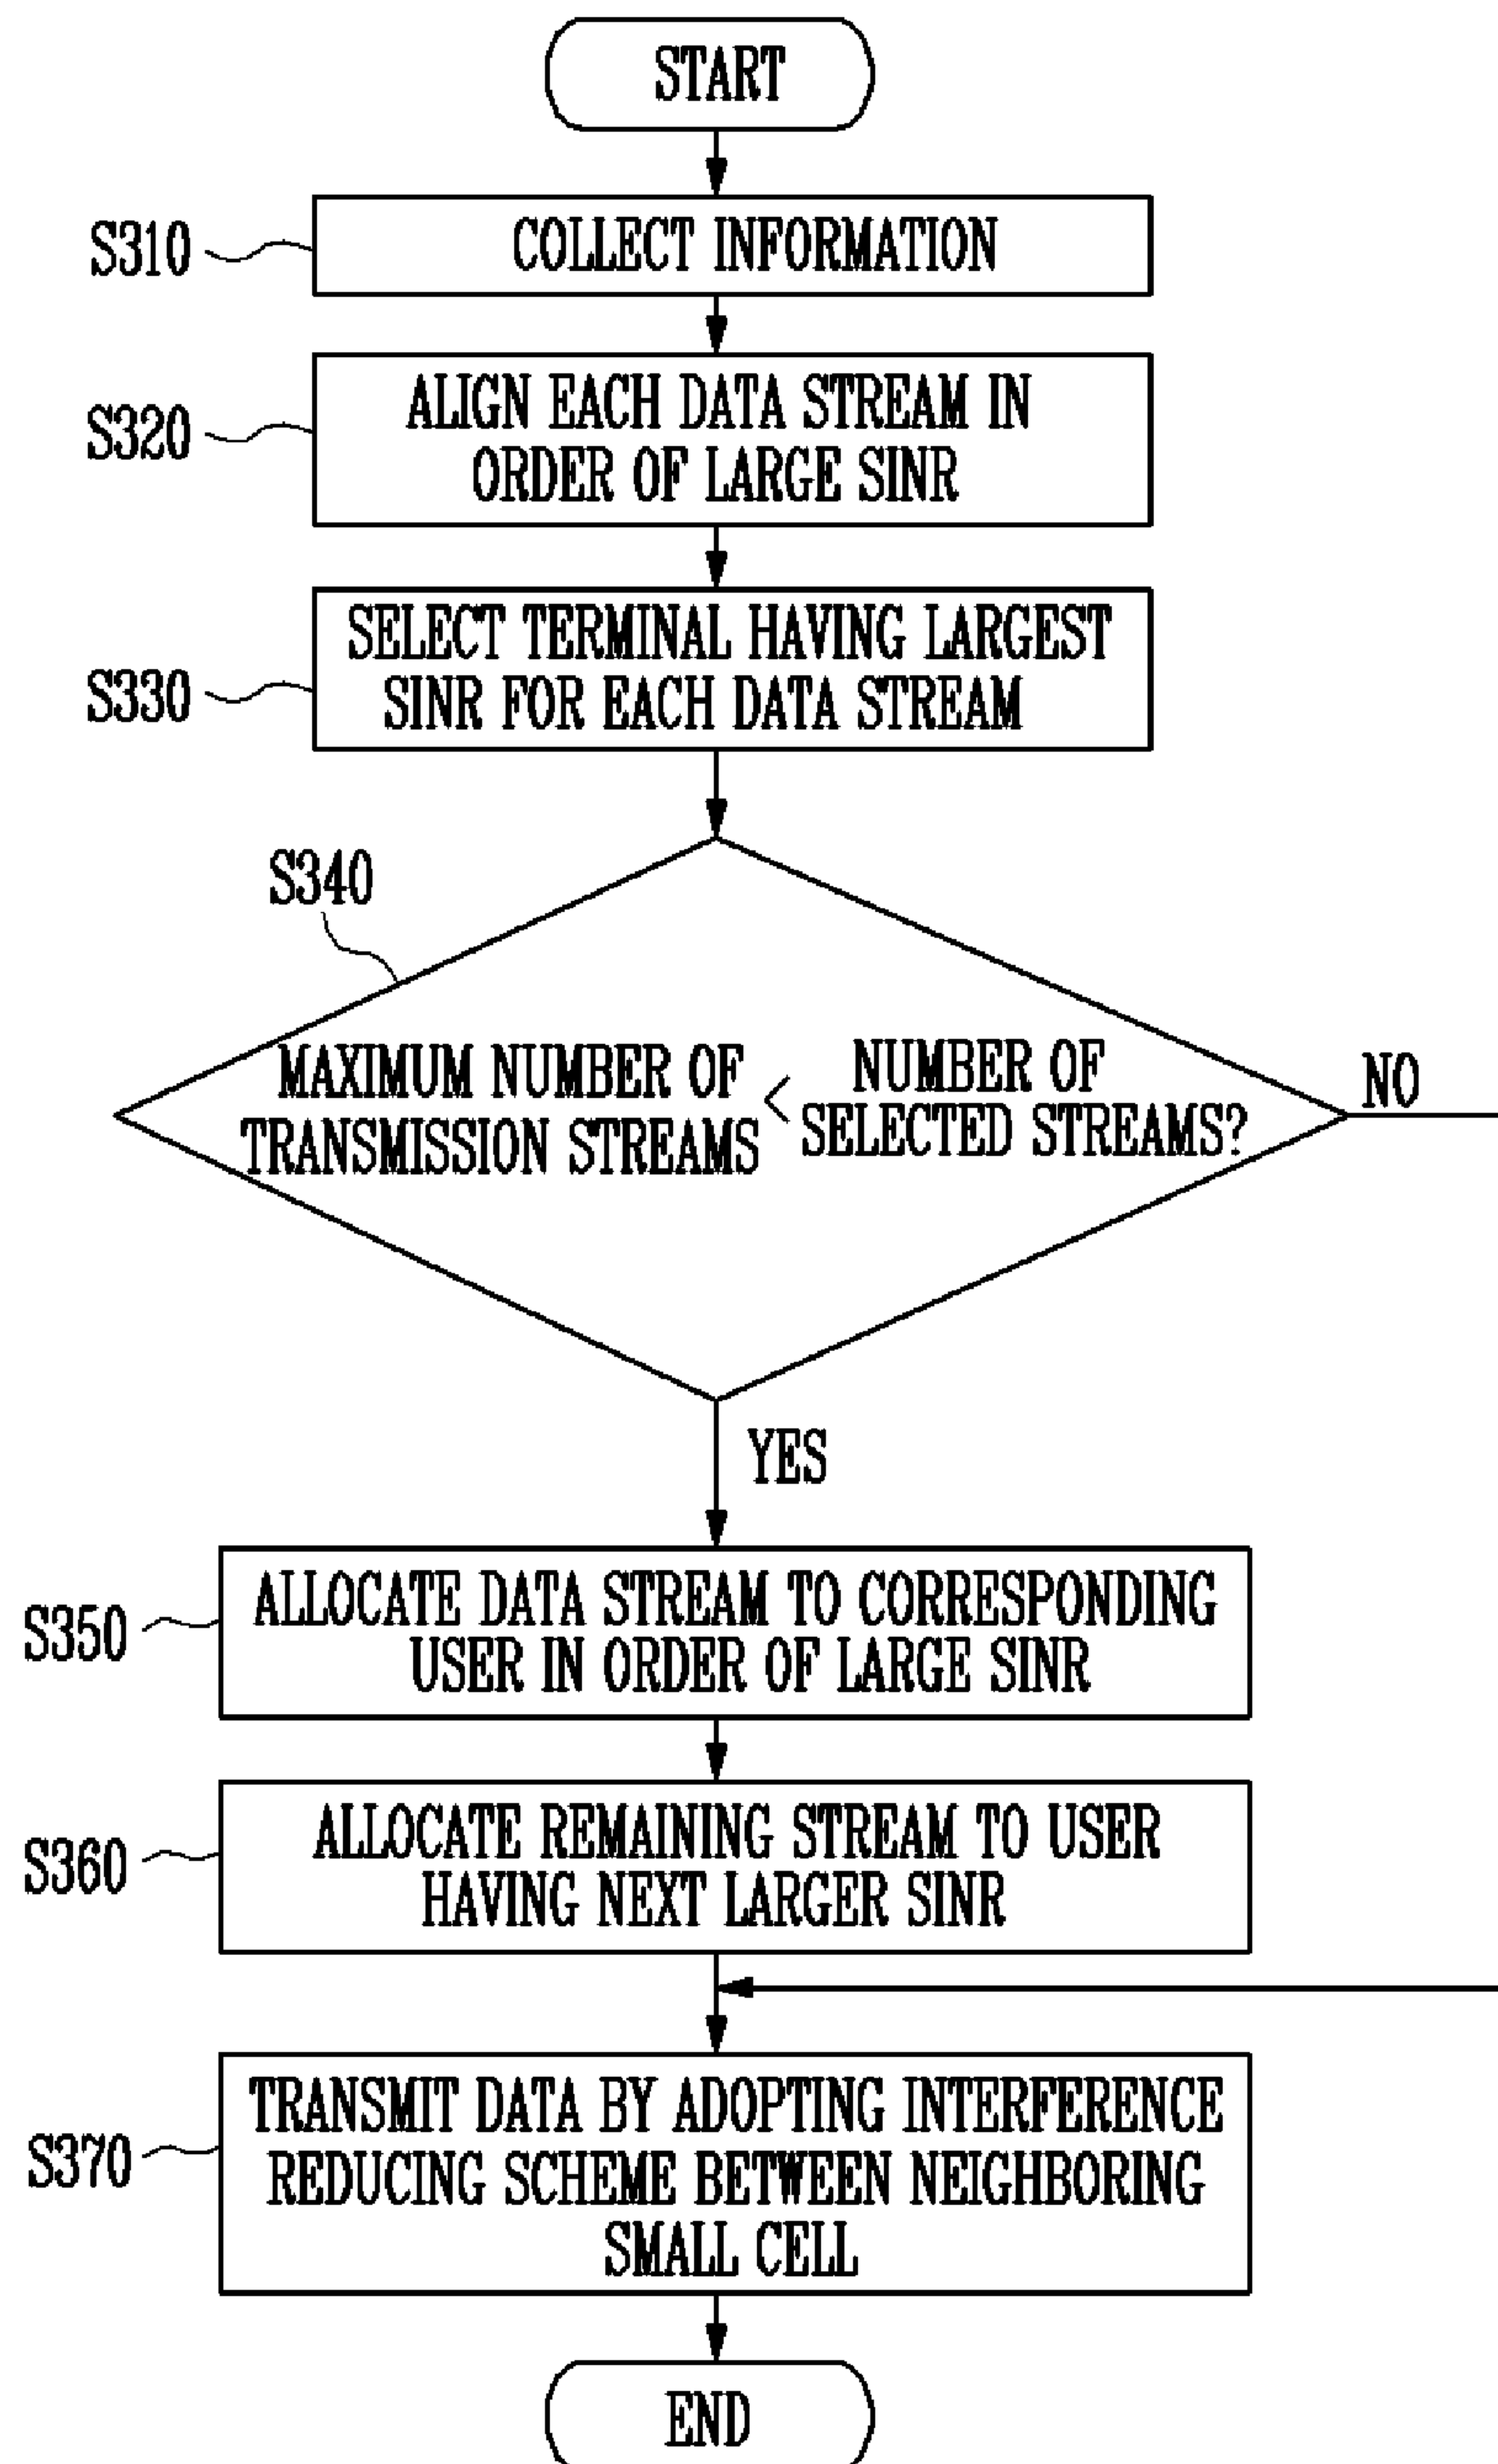 START
S310
COLLECT INFORMATION
S320
ALIGN EACH DATA STREAM IN
ORDER OF LARGE SINR
S330
SELECT TERMINAL HAVING LARGEST
SINR FOR EACH DATA STREAM
S340
MAXIMUM NUMBER OF
TRANSMISSION STREAMS
<
NUMBER OF
SELECTED STREAMS?
NO
YES
S350
ALLOCATE DATA STREAM TO CORRESPONDING
USER IN ORDER OF LARGE SINR
S360
ALLOCATE REMAINING STREAM TO USER
HAVING NEXT LARGER SINR
S370
TRANSMIT DATA BY ADOPTING INTERFERENCE
REDUCING SCHEME BETWEEN NEIGHBORING
SMALL CELL
END